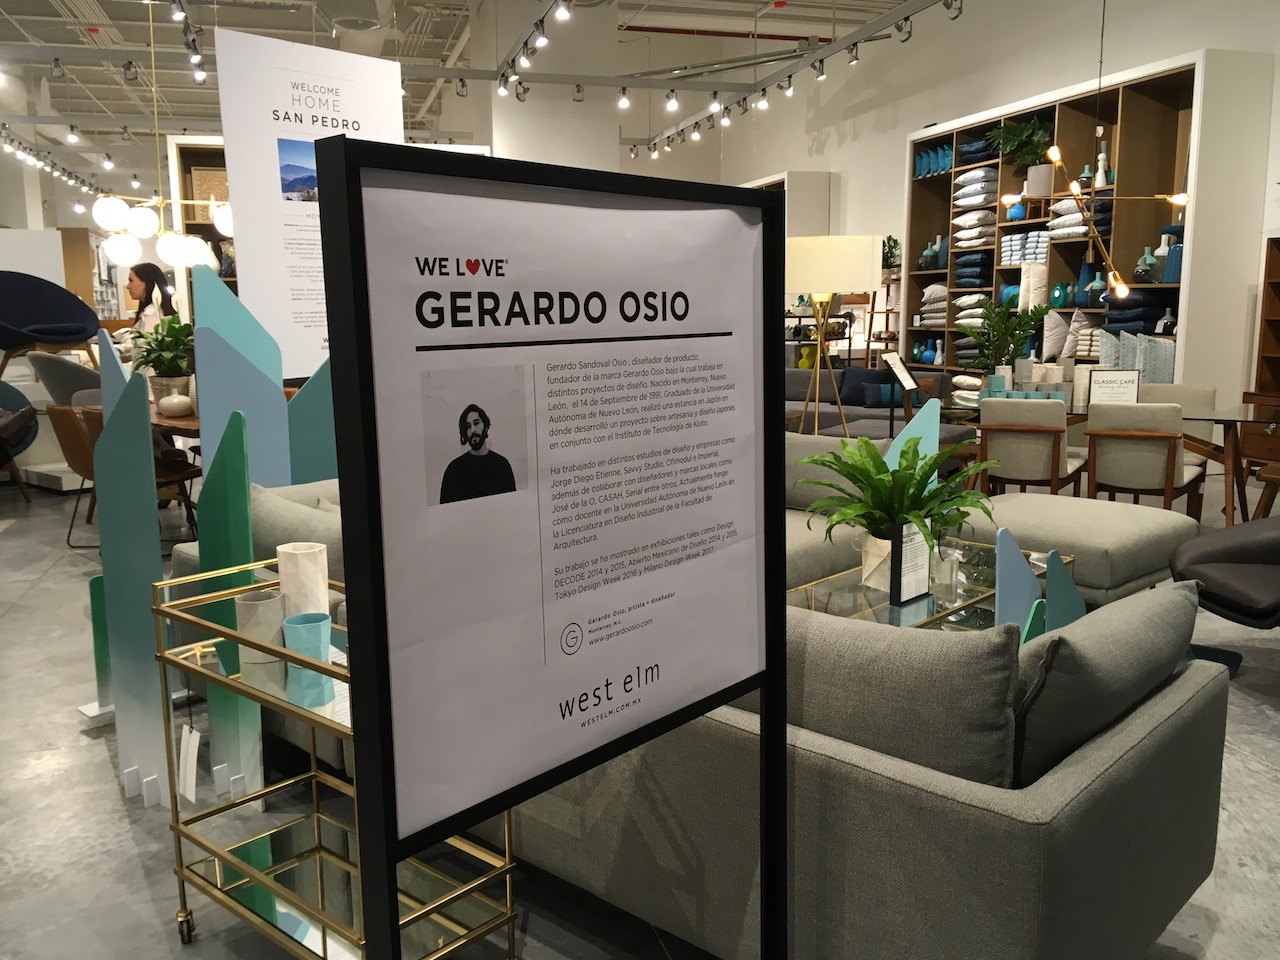 WELCOME
HOME
SAN PEDRO
WE LOVE®
GERARDO OSIO
Gerardo Sandoval Osio , diseñador de producto,
fundador de la marca Gerardo Osio bajo la cual trabaja en
distintos proyectos de diseño. Nacido en Monterrey, Nuevo
León, el 14 de Septiembre de 1991. Graduado de la Universidad
Autónoma de Nuevo León, realizó una estancia en Japón en
dónde desarrolló un proyecto sobre artesanía y diseño japonés
en conjunto con el Instituto de Tecnología de Kioto.
Ha trabajado en distintos estudios de diseño y empresas como
Jorge Diego Etienne, Savvy Studio, Ofimodul e Imperial,
además de colaborar con diseñadores y marcas locales como
José de la O, CASAH, Serial entre otros. Actualmente funge
como docente en la Universidad Autónoma de Nuevo León en
la Licenciatura en Diseño Industrial de la Facultad de
Arquitectura.
Su trabajo se ha mostrado en exhibiciones tales como Design
DECODE 2014 y 2015, Abierto Mexicano de Diseño 2014 y 2015,
Tokyo Design Week 2016 y Milano Design Week 2017.
G
Gerardo Osio, artista + diseñador
Monterrey, N.L.
www.gerardoosio.com
west elm
WESTELM.COM.MX
CLASSIC CAFÉ